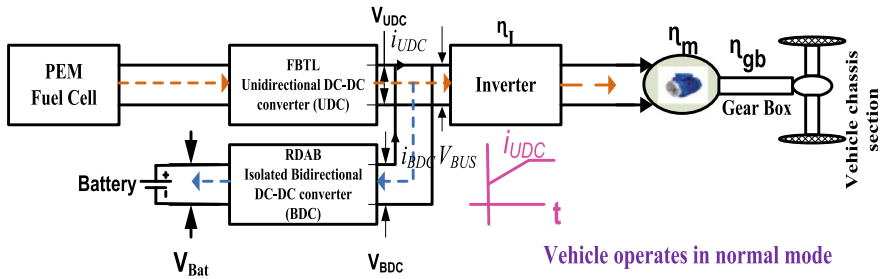 V_UDC
i_UDC
η_I
η_m
η_gb
PEM
Fuel Cell
FBTL
Unidirectional DC-DC
converter (UDC)
Inverter
Gear Box
Vehicle chassis
section
RDAB
Isolated Bidirectional
DC-DC converter
(BDC)
i_BDC
V_BUS
i_UDC
t
Battery
+
-
V_Bat
V_BDC
Vehicle operates in normal mode